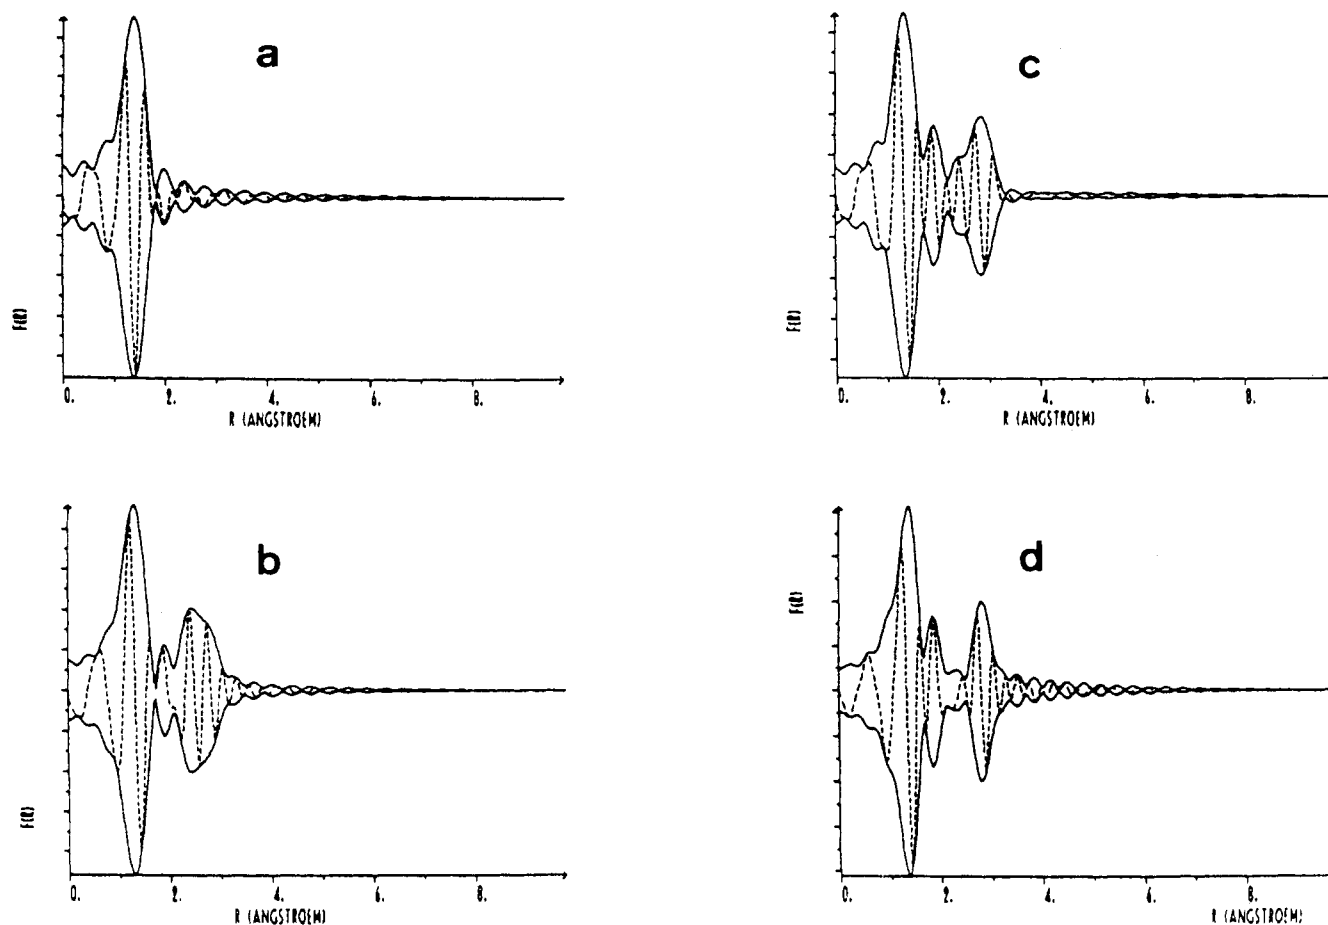 a
F(R)
0. 2. 4. 6. 8.
R (ANGSTROEM)
c
F(R)
0. 2. 4. 6. 8.
R (ANGSTROEM)
b
F(R)
0. 2. 4. 6. 8.
R (ANGSTROEM)
d
F(R)
0. 2. 4. 6. 8.
R (ANGSTROEM)